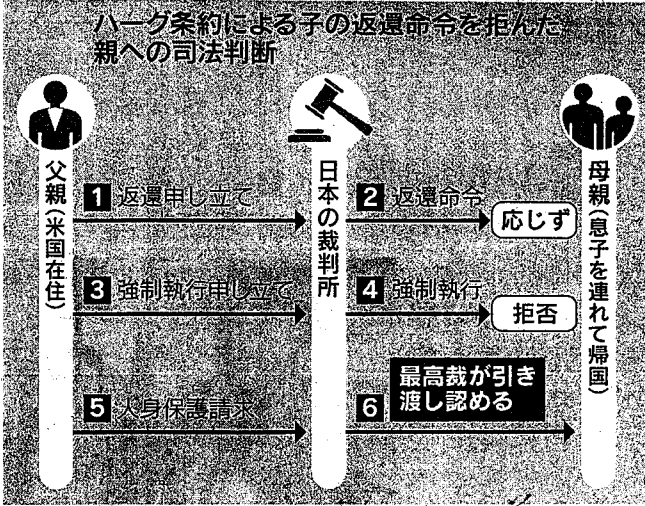 ハーグ条約による子の返還命令を拒んだ
親への司法判断
父親(米国在住)
日本の裁判所
母親(息子を連れて帰国)
1 返還申し立て
2 返還命令
応じず
3 強制執行申し立て
4 強制執行
拒否
5 人身保護請求
6 最高裁が引き
渡し認める